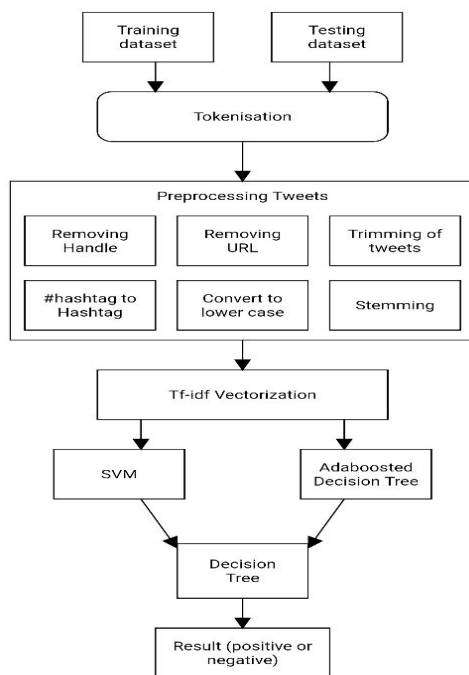 Training
dataset
Testing
dataset
Tokenisation
Preprocessing Tweets
Removing
Handle
Removing
URL
Trimming of
tweets
#hashtag to
Hashtag
Convert to
lower case
Stemming
Tf-idf Vectorization
SVM
Adaboosted
Decision Tree
Decision
Tree
Result (positive or
negative)